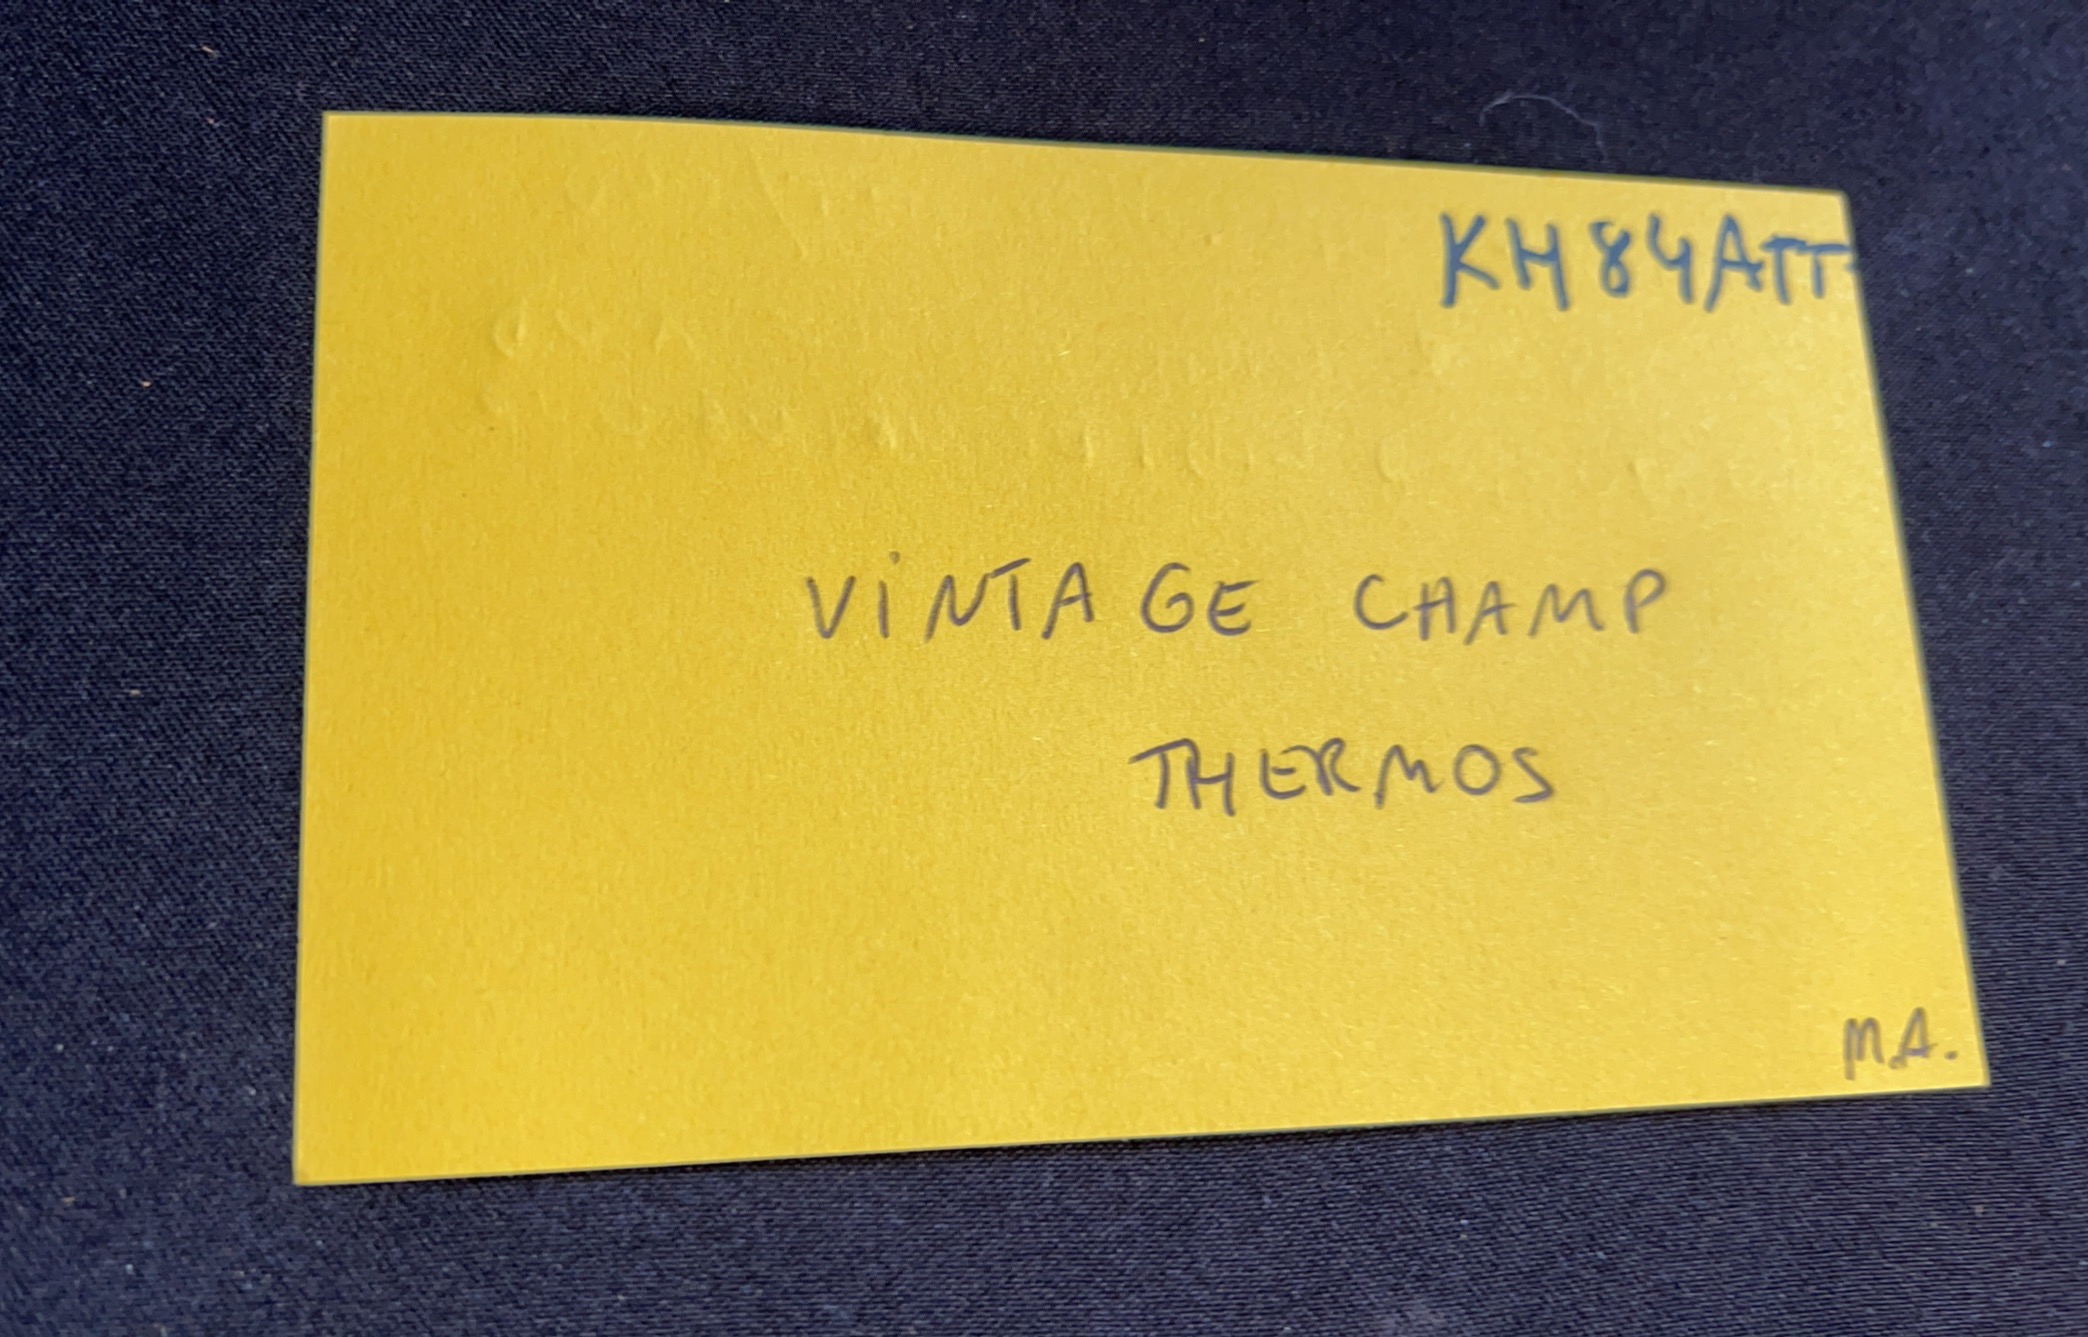 KH84ATT
VINTAGE CHAMP
THERMOS
M.A.